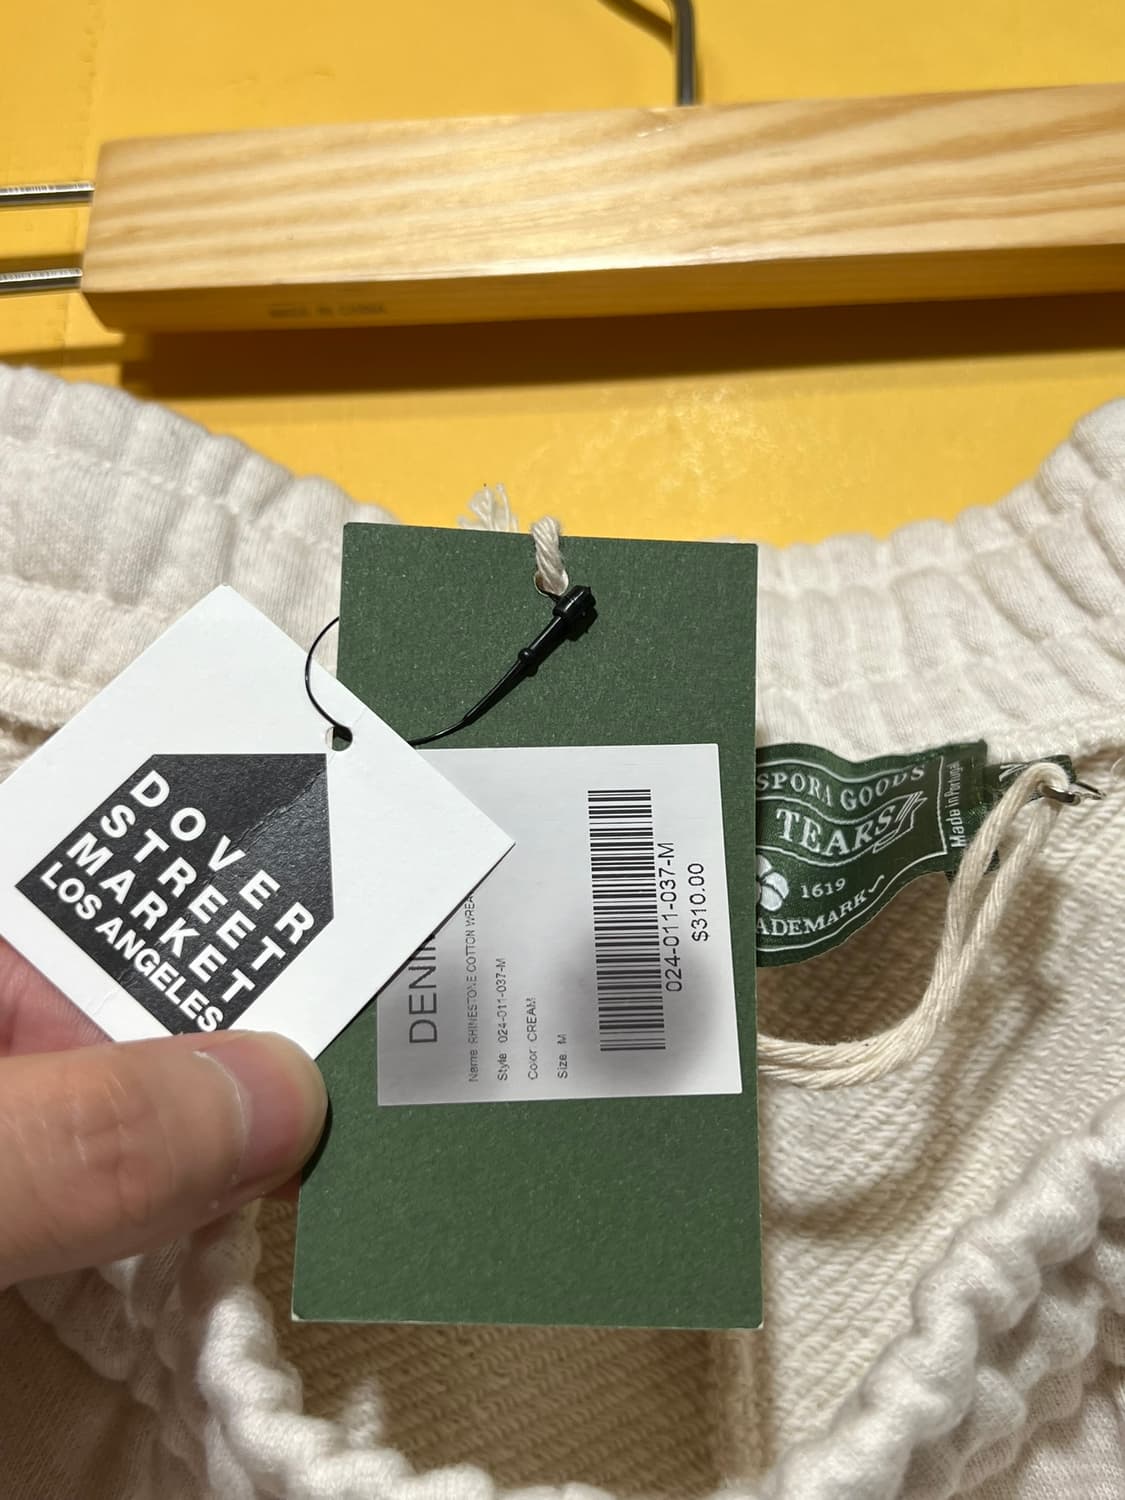 MADE IN CHINA
DOVER
STREET
MARKET
LOS ANGELES
DENI
Name: RHINESTONE COTTON WREA
Style: 024-011-037-M
Color: CREAM
Size: M
024-011-037-M
$310.00
SPORA GOODS
TEARS
1619
ADEMARK
Made in Portugal